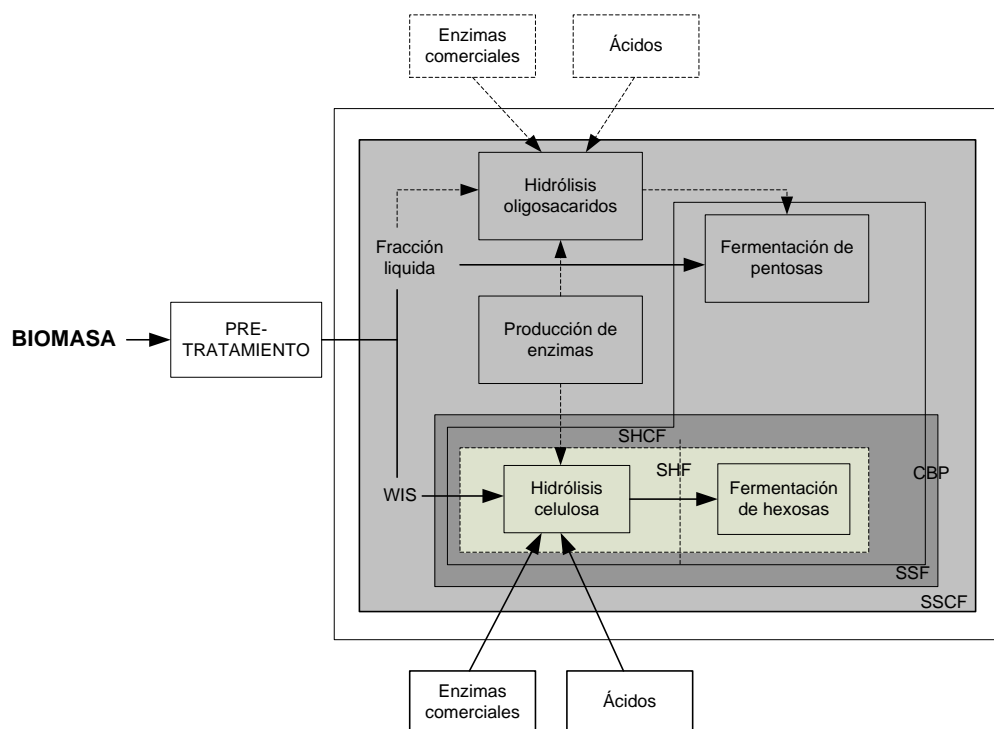 Enzimas
comerciales
Ácidos
Hidrólisis
oligosacaridos
Fracción
liquida
Fermentación de
pentosas
BIOMASA
PRE-
TRATAMIENTO
Producción de
enzimas
SHCF
SHF
CBP
WIS
Hidrólisis
celulosa
Fermentación
de hexosas
SSF
SSCF
Enzimas
comerciales
Ácidos